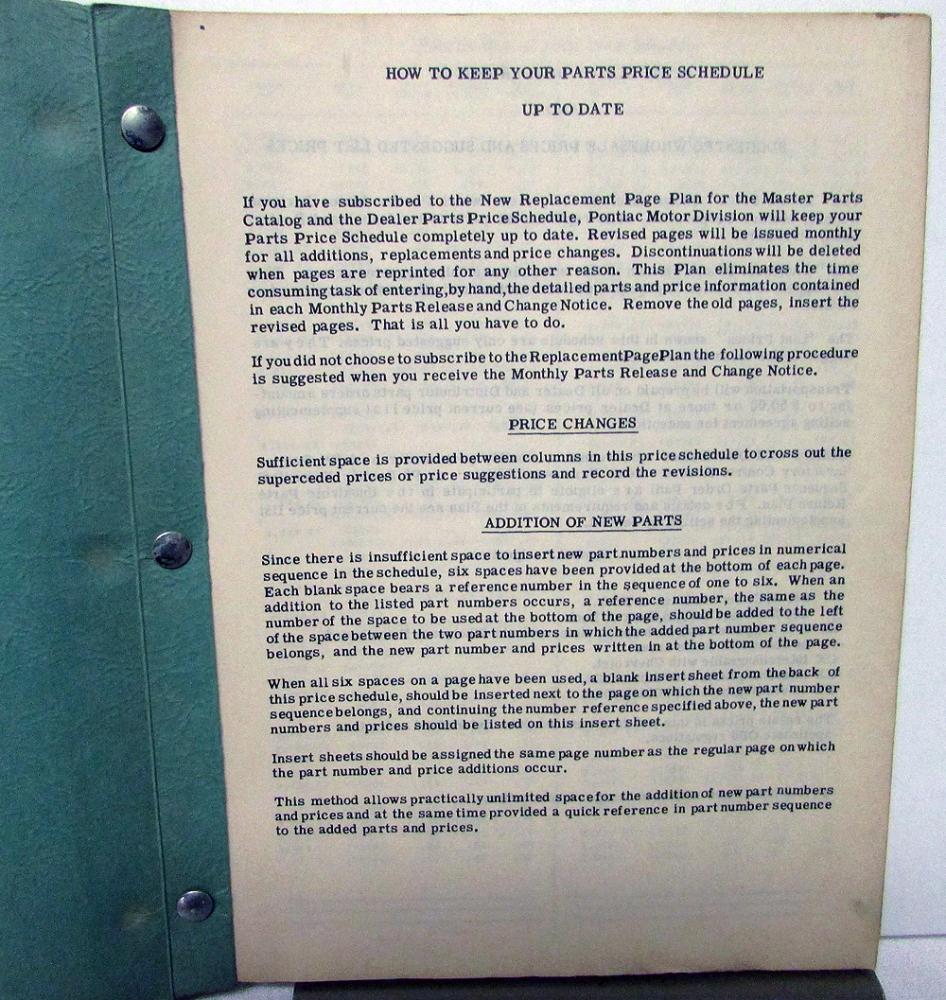 HOW TO KEEP YOUR PARTS PRICE SCHEDULE
UP TO DATE
If you have subscribed to the New Replacement Page Plan for the Master Parts
Catalog and the Dealer Parts Price Schedule, Pontiac Motor Division will keep your
Parts Price Schedule completely up to date. Revised pages will be issued monthly
for all additions, replacements and price changes. Discontinuations will be deleted
when pages are reprinted for any other reason. This Plan eliminates the time
consuming task of entering, by hand, the detailed parts and price information contained
in each Monthly Parts Release and Change Notice. Remove the old pages, insert the
revised pages. That is all you have to do.
If you did not choose to subscribe to the Replacement Page Plan the following procedure
is suggested when you receive the Monthly Parts Release and Change Notice.
PRICE CHANGES
Sufficient space is provided between columns in this price schedule to cross out the
superceded prices or price suggestions and record the revisions.
ADDITION OF NEW PARTS
Since there is insufficient space to insert new part numbers and prices in numerical
sequence in the schedule, six spaces have been provided at the bottom of each page.
Each blank space bears a reference number in the sequence of one to six. When an
addition to the listed part numbers occurs, a reference number, the same as the
number of the space to be used at the bottom of the page, should be added to the left
of the space between the two part numbers in which the added part number sequence
belongs, and the new part number and prices written in at the bottom of the page.
When all six spaces on a page have been used, a blank insert sheet from the back of
this price schedule, should be inserted next to the page on which the new part number
sequence belongs, and continuing the number reference specified above, the new part
numbers and prices should be listed on this insert sheet.
Insert sheets should be assigned the same page number as the regular page on which
the part number and price additions occur.
This method allows practically unlimited space for the addition of new part numbers
and prices and at the same time provided a quick reference in part number sequence
to the added parts and prices.